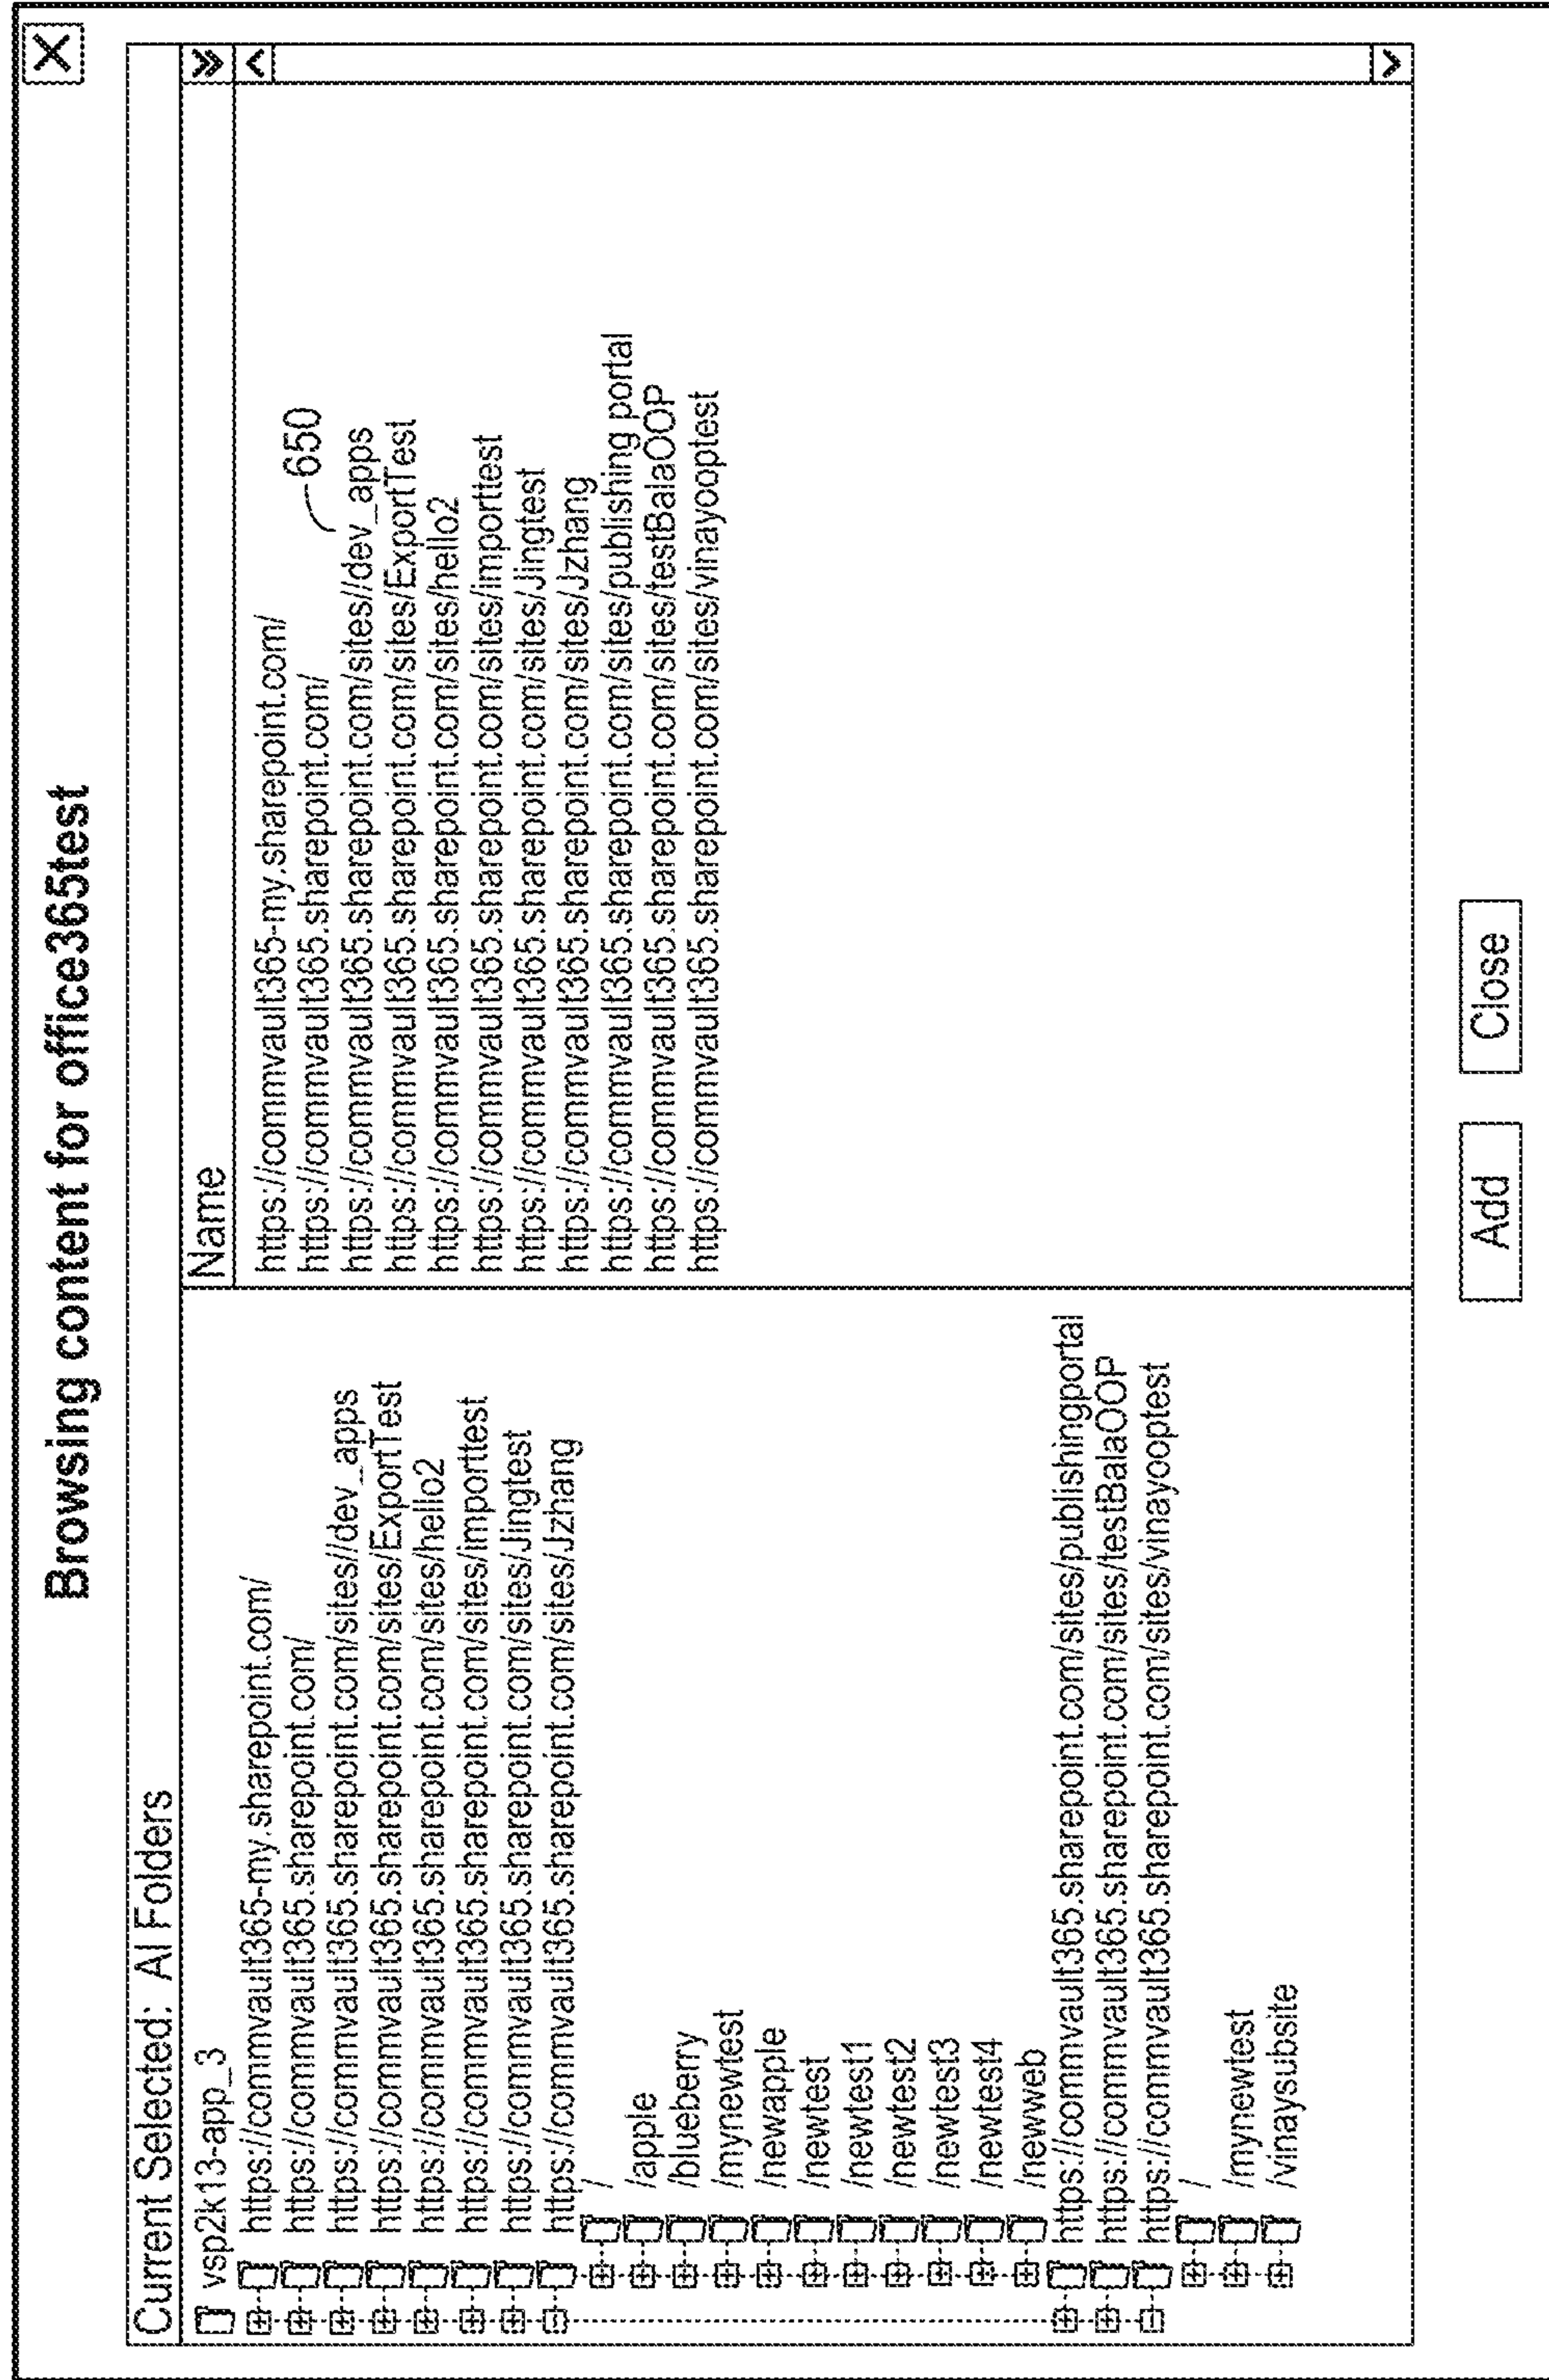 Browsing content for office365test
X
Current Selected: Al Folders
vsp2k13-app_3
https://commvault365-my.sharepoint.com/
https://commvault365.sharepoint.com/
https://commvault365.sharepoint.com/sites//dev_apps
https://commvault365.sharepoint.com/sites/ExportTest
https://commvault365.sharepoint.com/sites/hello2
https://commvault365.sharepoint.com/sites/importtest
https://commvault365.sharepoint.com/sites/Jingtest
https://commvault365.sharepoint.com/sites/Jzhang
/
/apple
/blueberry
/mynewtest
/newapple
/newtest
/newtest1
/newtest2
/newtest3
/newtest4
/newweb
https://commvault365.sharepoint.com/sites/publishingportal
https://commvault365.sharepoint.com/sites/testBalaOOP
https://commvault365.sharepoint.com/sites/vinayooptest
/
/mynewtest
/vinaysubsite
Name
https://commvault365-my.sharepoint.com/
https://commvault365.sharepoint.com/
650
https://commvault365.sharepoint.com/sites//dev_apps
https://commvault365.sharepoint.com/sites/ExportTest
https://commvault365.sharepoint.com/sites/hello2
https://commvault365.sharepoint.com/sites/importtest
https://commvault365.sharepoint.com/sites/Jingtest
https://commvault365.sharepoint.com/sites/Jzhang
https://commvault365.sharepoint.com/sites/publishing portal
https://commvault365.sharepoint.com/sites/testBalaOOP
https://commvault365.sharepoint.com/sites/vinayooptest
Add
Close